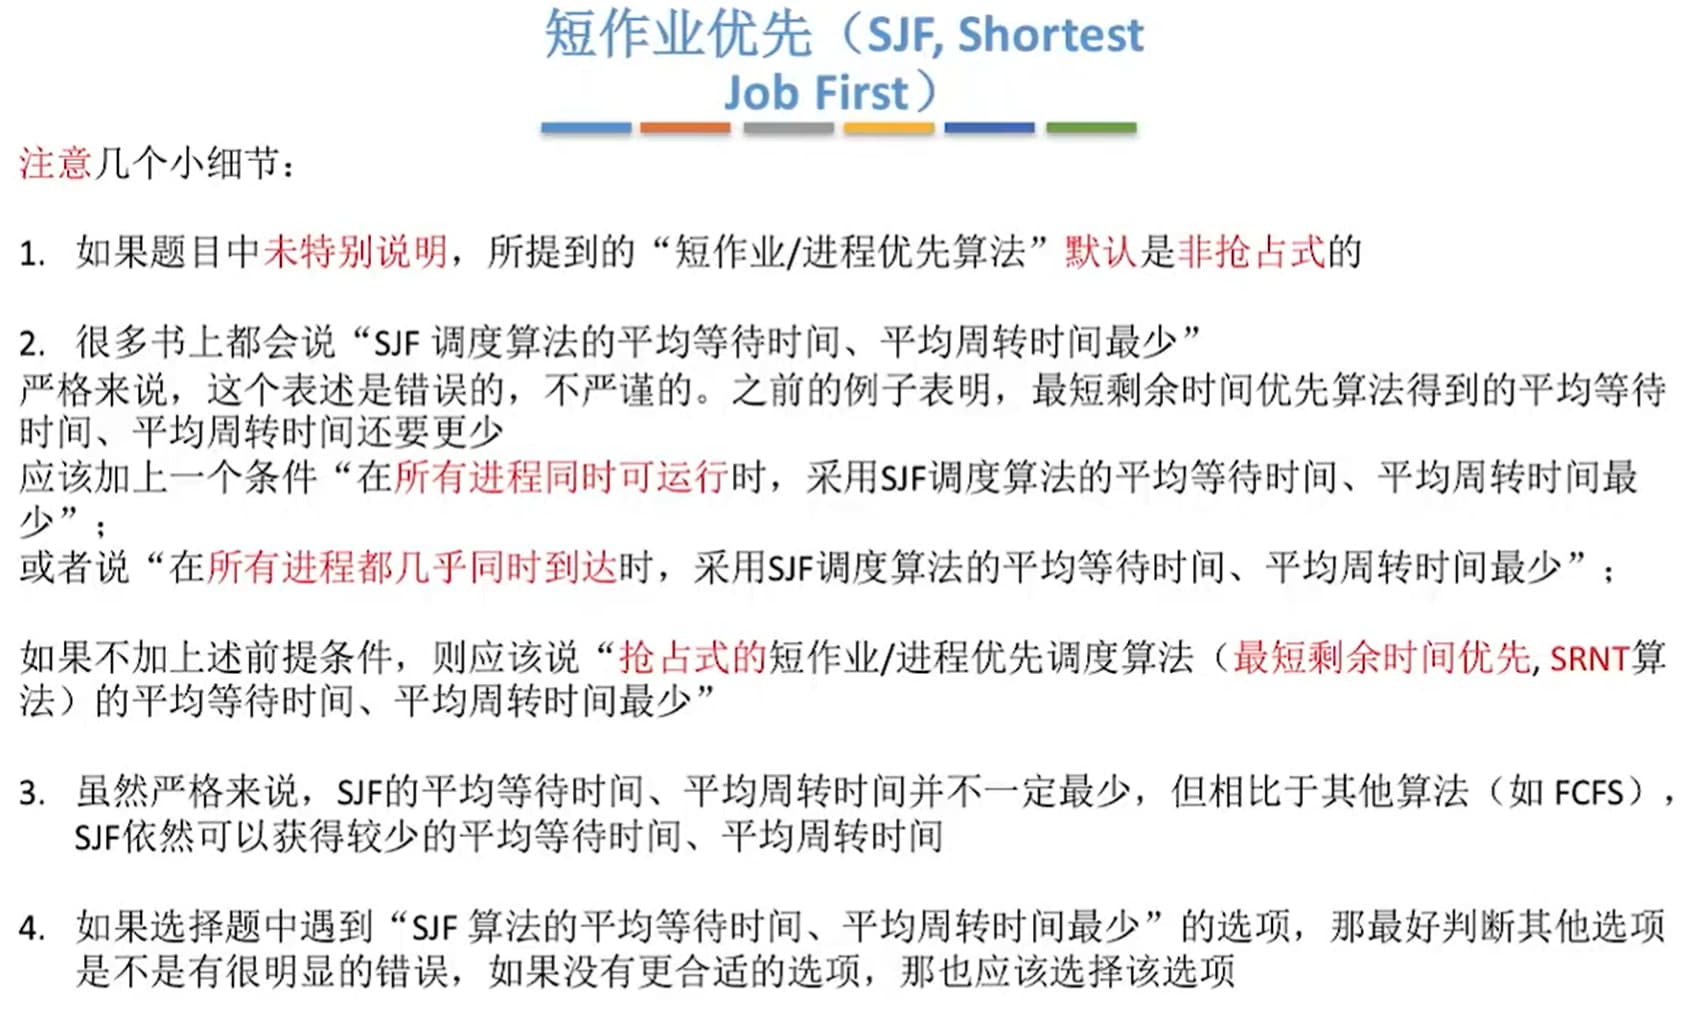 短作业优先（SJF, Shortest
Job First）
注意几个小细节：
1. 如果题目中未特别说明，所提到的“短作业/进程优先算法”默认是非抢占式的
2. 很多书上都会说“SJF 调度算法的平均等待时间、平均周转时间最少”
严格来说，这个表述是错误的，不严谨的。之前的例子表明，最短剩余时间优先算法得到的平均等待
时间、平均周转时间还要更少
应该加上一个条件“在所有进程同时可运行时，采用SJF调度算法的平均等待时间、平均周转时间最
少”；
或者说“在所有进程都几乎同时到达时，采用SJF调度算法的平均等待时间、平均周转时间最少”；
如果不加上述前提条件，则应该说“抢占式的短作业/进程优先调度算法（最短剩余时间优先, SRNT算
法）的平均等待时间、平均周转时间最少”
3. 虽然严格来说，SJF的平均等待时间、平均周转时间并不一定最少，但相比于其他算法（如 FCFS），
SJF依然可以获得较少的平均等待时间、平均周转时间
4. 如果选择题中遇到“SJF 算法的平均等待时间、平均周转时间最少”的选项，那最好判断其他选项
是不是有很明显的错误，如果没有更合适的选项，那也应该选择该选项